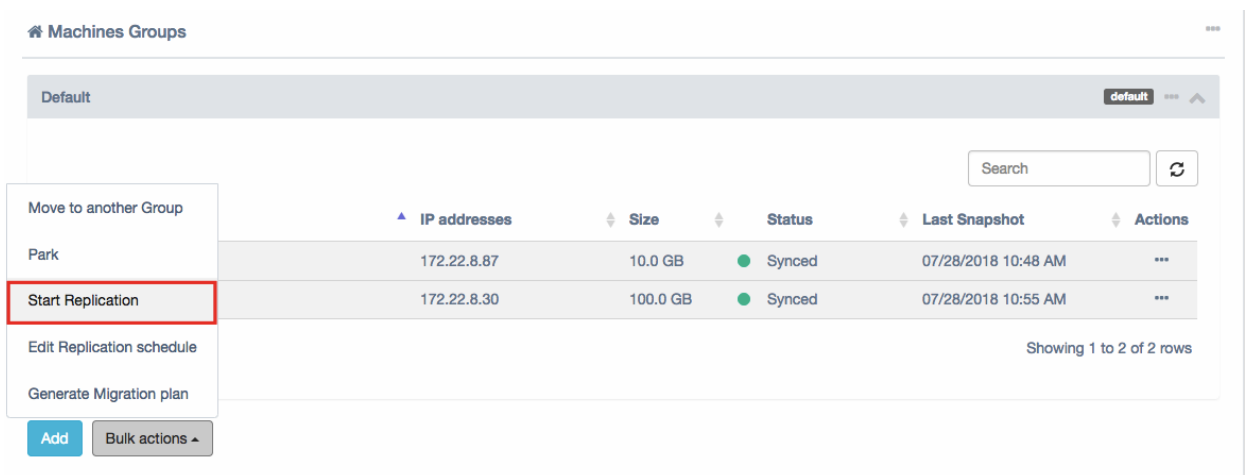 Machines Groups
Default
default
Search
Move to another Group
IP addresses Size Status Last Snapshot Actions
Park
172.22.8.87 10.0 GB Synced 07/28/2018 10:48 AM
Start Replication
172.22.8.30 100.0 GB Synced 07/28/2018 10:55 AM
Edit Replication schedule
Showing 1 to 2 of 2 rows
Generate Migration plan
Add Bulk actions